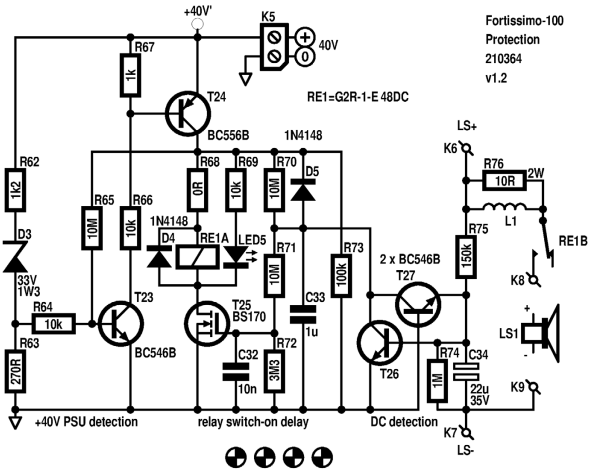 +40V'
K5
+
0
40V
Fortissimo-100
Protection
210364
v1.2
R67
1k
T24
BC556B
RE1=G2R-1-E 48DC
1N4148
LS+
K6
R62
1k2
R65
10M
R66
10k
R68
0R
R69
10k
R70
10M
D5
R76
2W
10R
L1
RE1B
D3
33V
1W3
1N4148
D4
RE1A
LED5
R71
10M
R73
100k
2 x BC546B
T27
R75
150k
K8
R64
10k
T23
BC546B
T25
BS170
C33
1u
LS1
+
-
R63
270R
C32
10n
R72
3M3
T26
R74
1M
C34
22u
35V
K9
+40V PSU detection
relay switch-on delay
DC detection
K7
LS-